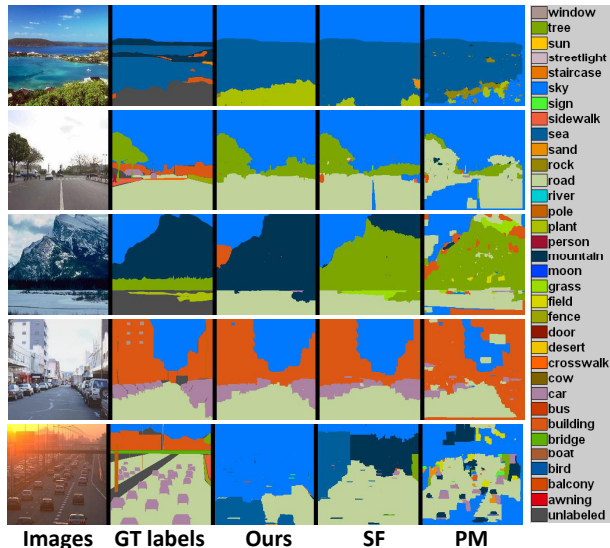 window
tree
sun
streetlight
staircase
sky
sign
sidewalk
sea
sand
rock
road
river
pole
plant
person
mountain
moon
grass
field
fence
door
desert
crosswalk
cow
car
bus
building
bridge
boat
bird
balcony
awning
unlabeled
Images GT labels Ours SF PM